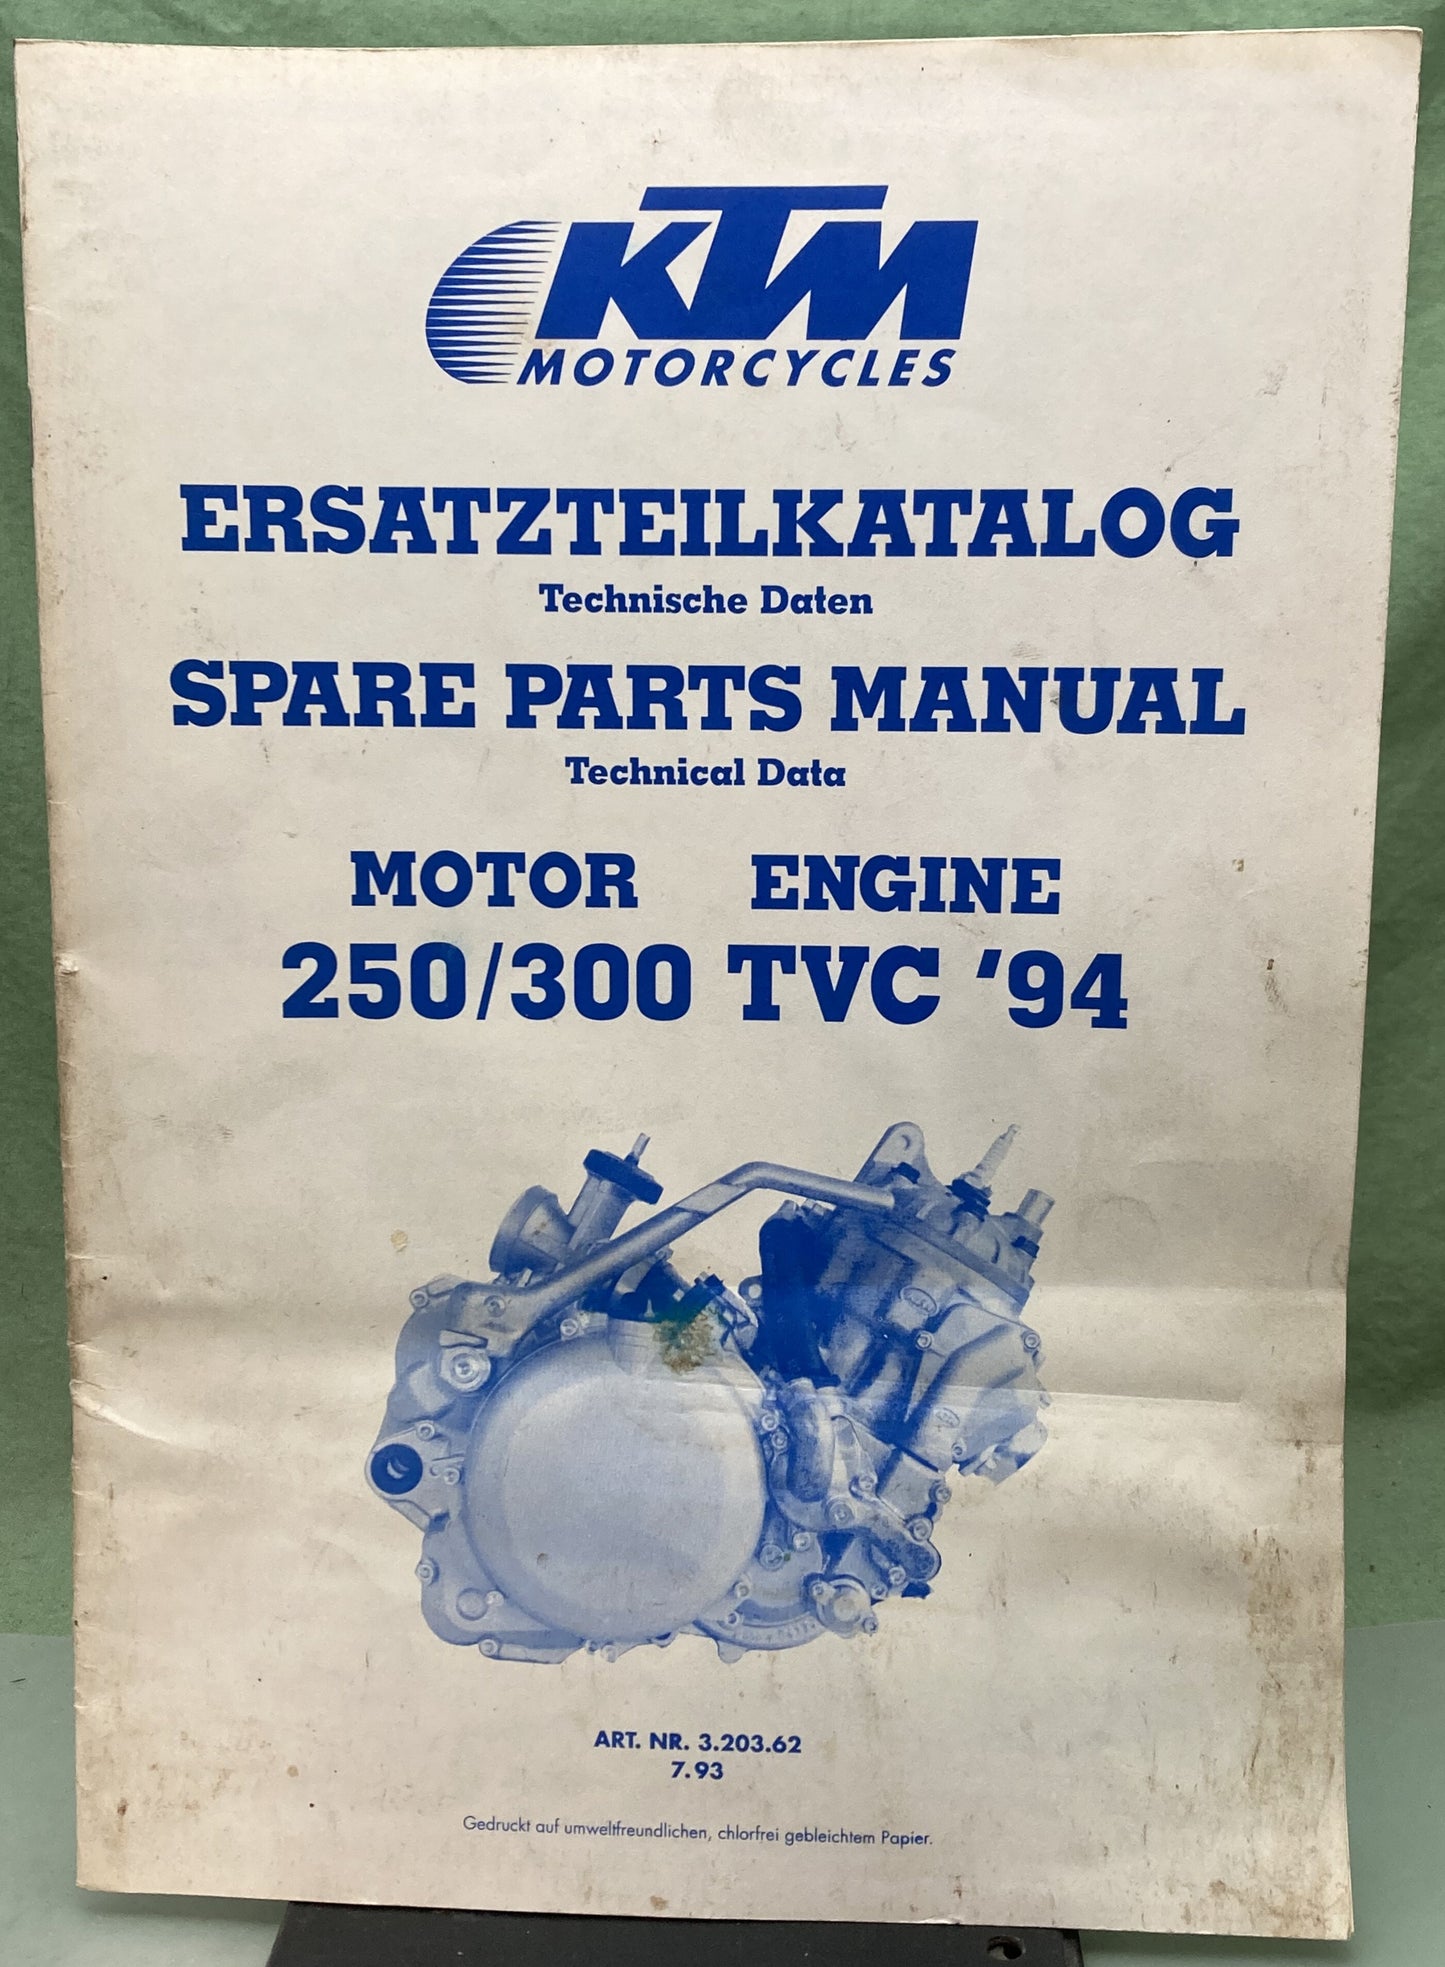 KTM
MOTORCYCLES
ERSATZTEILKATALOG
Technische Daten
SPARE PARTS MANUAL
Technical Data
MOTOR ENGINE
250/300 TVC '94
ART. NR. 3.203.62
7.93
Gedruckt auf umweltfreundlichen, chlorfrei gebleichtem Papier.